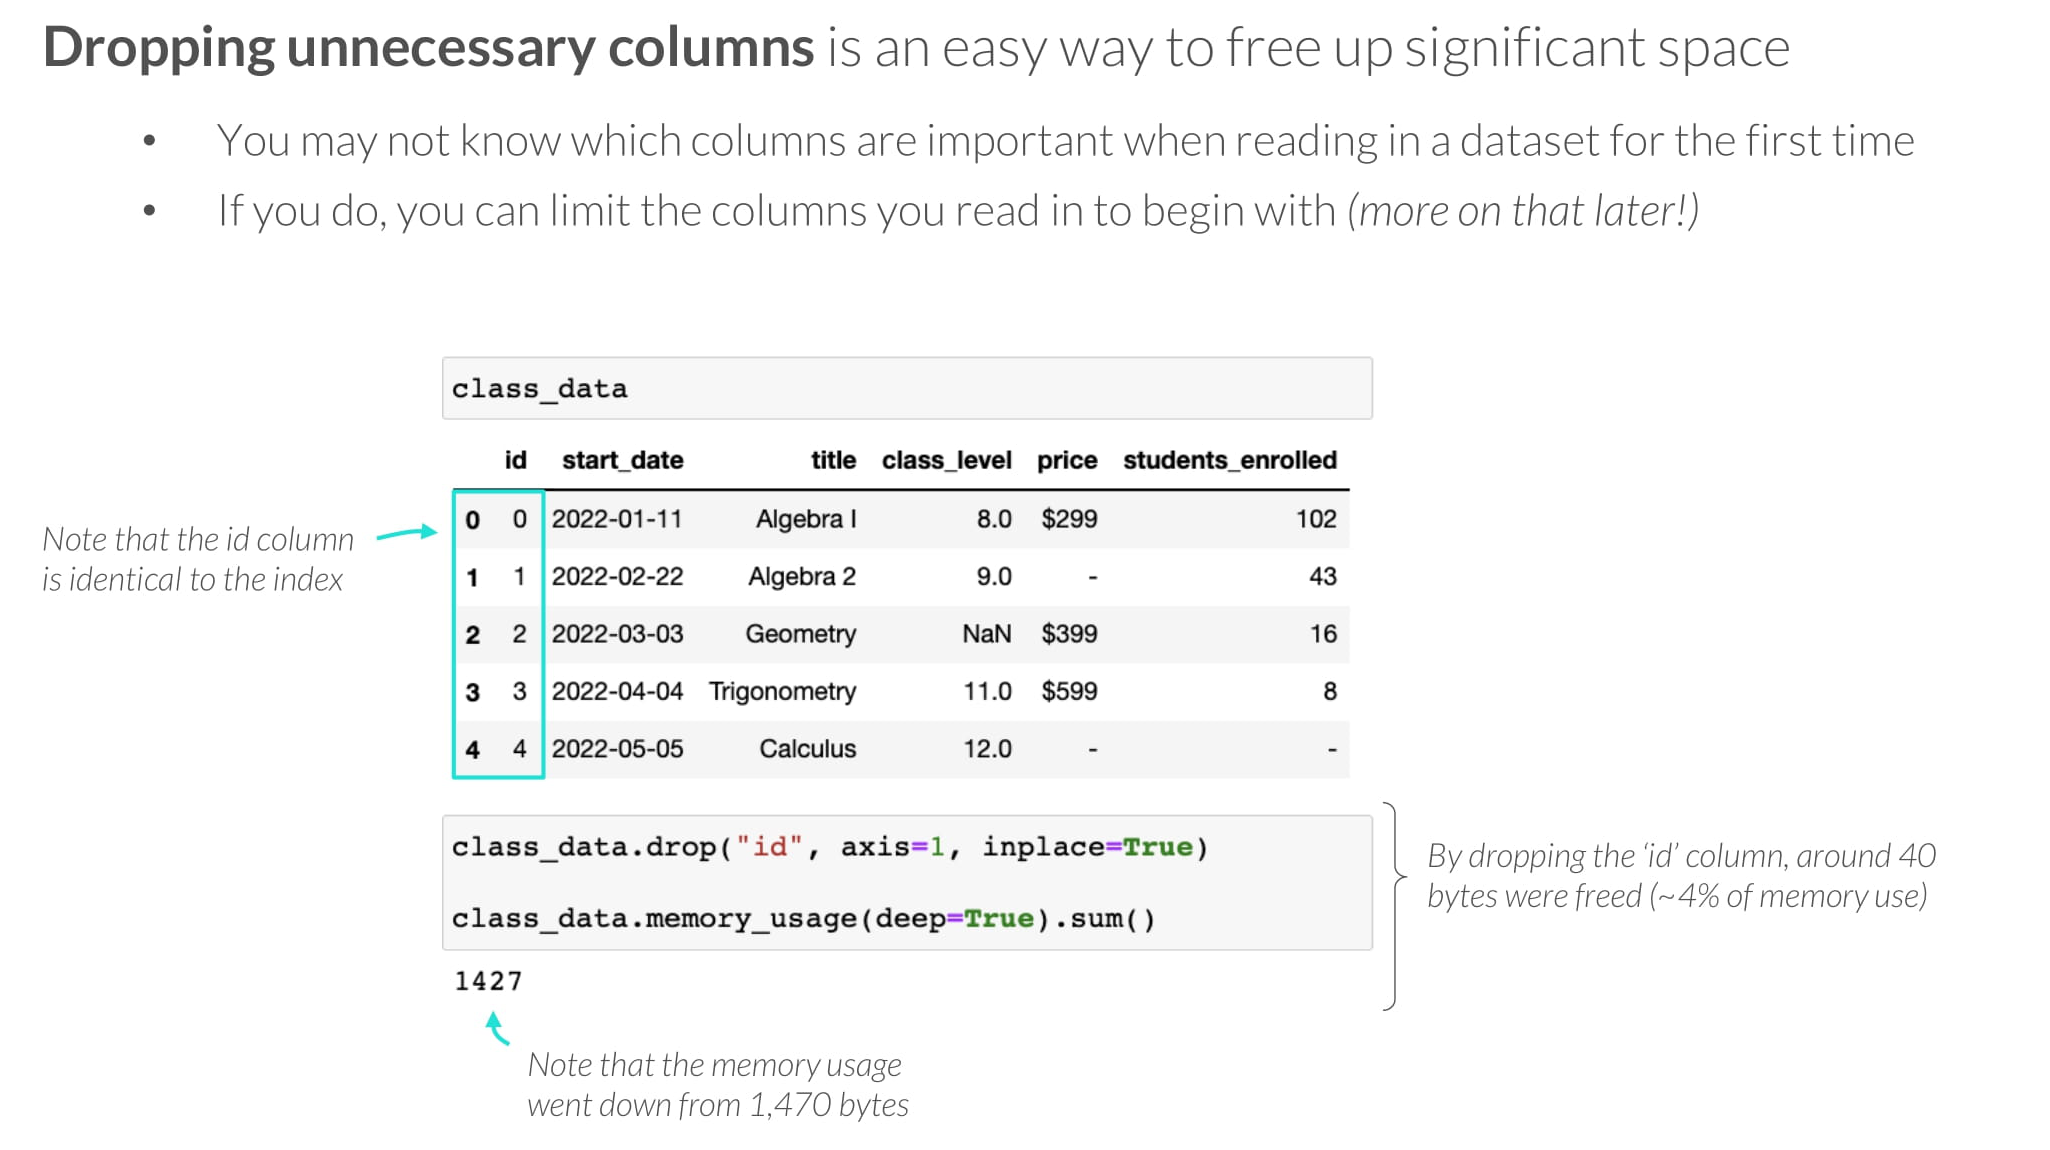 Dropping unnecessary columns is an easy way to free up significant space
• You may not know which columns are important when reading in a dataset for the first time
• If you do, you can limit the columns you read in to begin with (more on that later!)
class_data
id start_date title class_level price students_enrolled
0 0 2022-01-11 Algebra I 8.0 $299 102
1 1 2022-02-22 Algebra 2 9.0 - 43
2 2 2022-03-03 Geometry NaN $399 16
3 3 2022-04-04 Trigonometry 11.0 $599 8
4 4 2022-05-05 Calculus 12.0 - -
Note that the id column
is identical to the index
class_data.drop("id", axis=1, inplace=True)
class_data.memory_usage(deep=True).sum()
1427
By dropping the ‘id’ column, around 40
bytes were freed (~4% of memory use)
Note that the memory usage
went down from 1,470 bytes